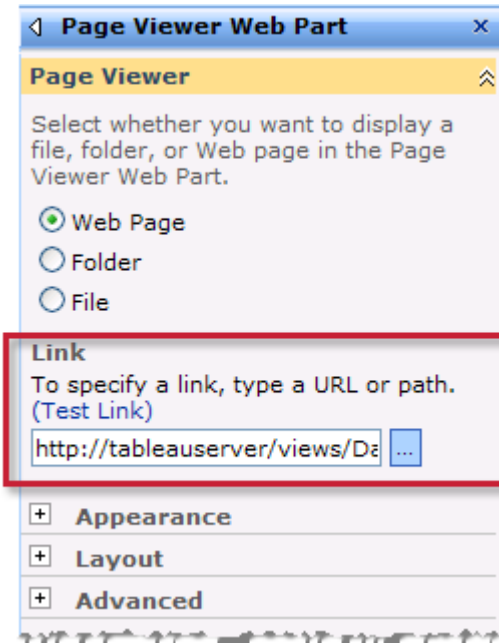 Page Viewer Web Part
Page Viewer
Select whether you want to display a
file, folder, or Web page in the Page
Viewer Web Part.
Web Page
Folder
File
Link
To specify a link, type a URL or path.
(Test Link)
http://tableauserver/views/Da
...
Appearance
Layout
Advanced